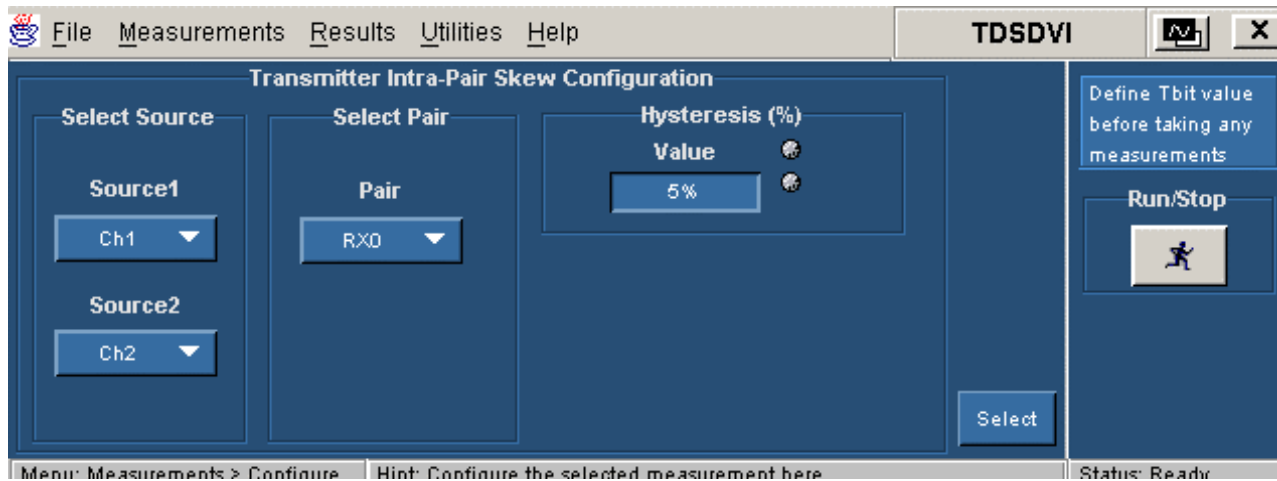 File Measurements Results Utilities Help TDSDVI X
Transmitter Intra-Pair Skew Configuration
Select Source
Source1
Ch1
Source2
Ch2
Select Pair
Pair
RX0
Hysteresis (%)
Value
5%
Select
Define Tbit value
before taking any
measurements
Run/Stop
Menu: Measurements > Configure
Hint: Configure the selected measurement here
Status: Ready